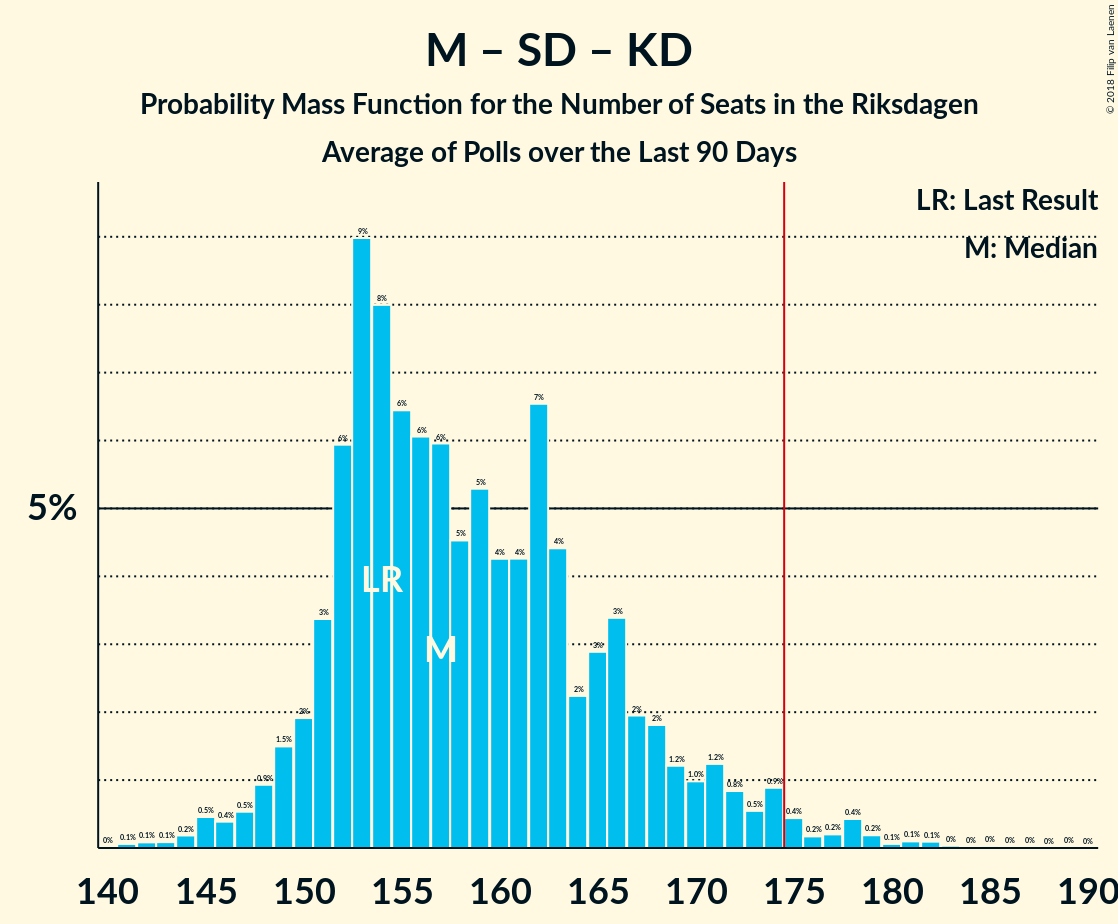 M – SD – KD
Probability Mass Function for the Number of Seats in the Riksdagen
Average of Polls over the Last 90 Days
© 2018 Filip van Laenen
LR: Last Result
M: Median
5%
0% 0.1% 0.1% 0.1% 0.2% 0.5% 0.4% 0.5% 0.9% 1.5% 2% 3% 6% 9% 8% 6% 6% 6% 5% 5% 4% 4% 7% 4% 2% 3% 3% 2% 2% 1.2% 1.0% 1.2% 0.8% 0.5% 0.9% 0.4% 0.2% 0.2% 0.4% 0.2% 0.1% 0.1% 0.1% 0% 0% 0% 0% 0% 0% 0% 0%
LR
M
140 145 150 155 160 165 170 175 180 185 190